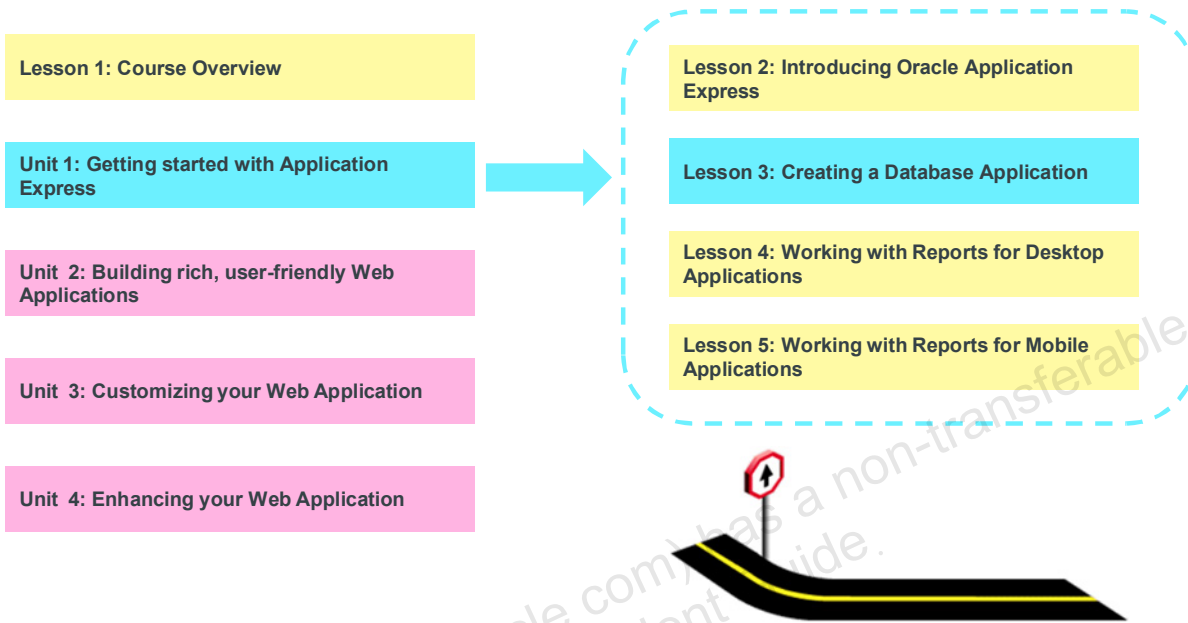 Lesson 1: Course Overview
Unit 1: Getting started with Application
Express
Unit 2: Building rich, user-friendly Web
Applications
Unit 3: Customizing your Web Application
Unit 4: Enhancing your Web Application
Lesson 2: Introducing Oracle Application
Express
Lesson 3: Creating a Database Application
Lesson 4: Working with Reports for Desktop
Applications
Lesson 5: Working with Reports for Mobile
Applications
com) has a non-transferable